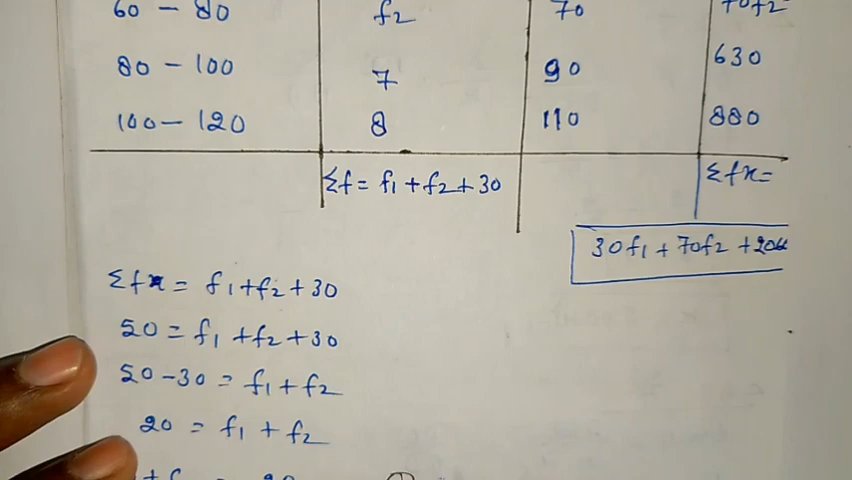 60 - 80 f2 70 70f2
80 - 100 7 90 630
100 - 120 8 110 880
Σf = f1 + f2 + 30 Σfx =
30f1 + 70f2 +
Σfx = f1 + f2 + 30
50 = f1 + f2 + 30
50 - 30 = f1 + f2
20 = f1 + f2